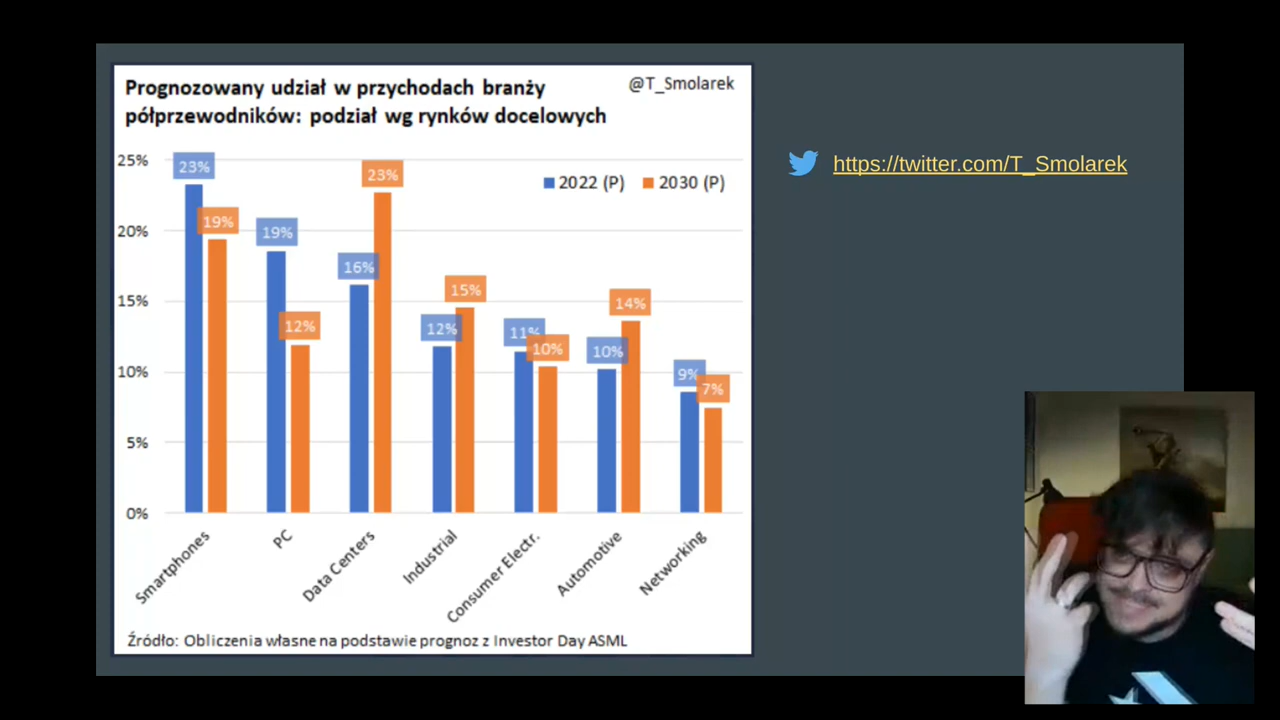 Prognozowany udział w przychodach branży
półprzewodników: podział wg rynków docelowych
@T_Smolarek
https://twitter.com/T_Smolarek
2022 (P) 2030 (P)
25%
20%
15%
10%
5%
0%
23% 19%
19% 12%
16% 23%
12% 15%
11% 10%
10% 14%
9% 7%
Smartphones
PC
Data Centers
Industrial
Consumer Electr.
Automotive
Networking
Źródło: Obliczenia własne na podstawie prognoz z Investor Day ASML